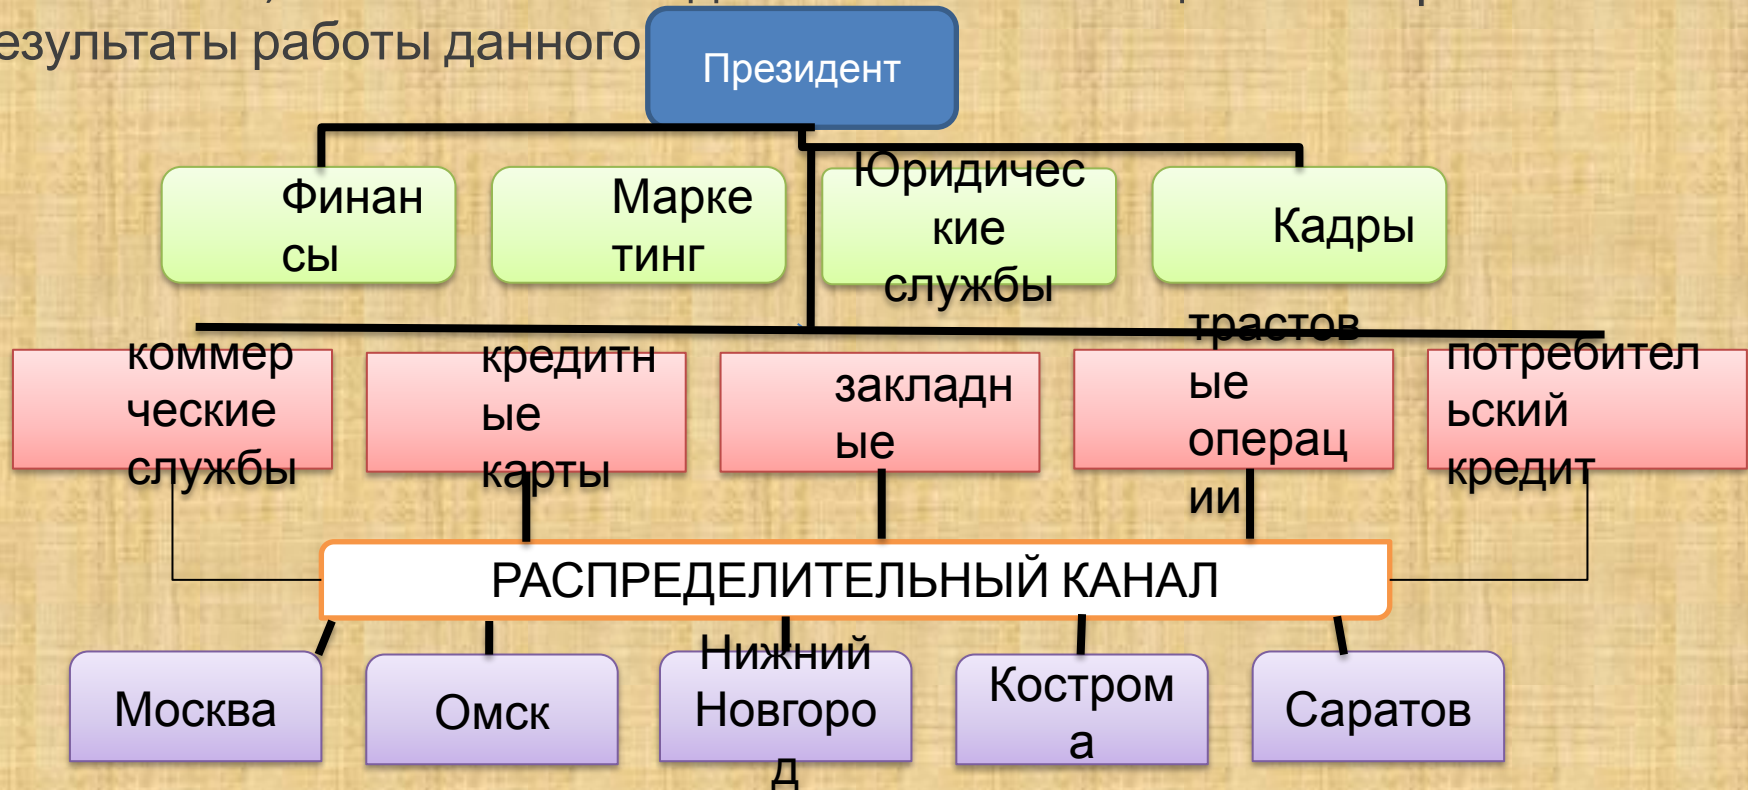 езультаты работы данного
Президент
Финан
сы
Марке
тинг
Юридичес
кие
службы
Кадры
коммер
ческие
службы
кредитн
ые
карты
закладн
ые
трастов
ые
операц
ии
потребител
ьский
кредит
РАСПРЕДЕЛИТЕЛЬНЫЙ КАНАЛ
Москва
Омск
Нижний
Новгоро
д
Костром
а
Саратов